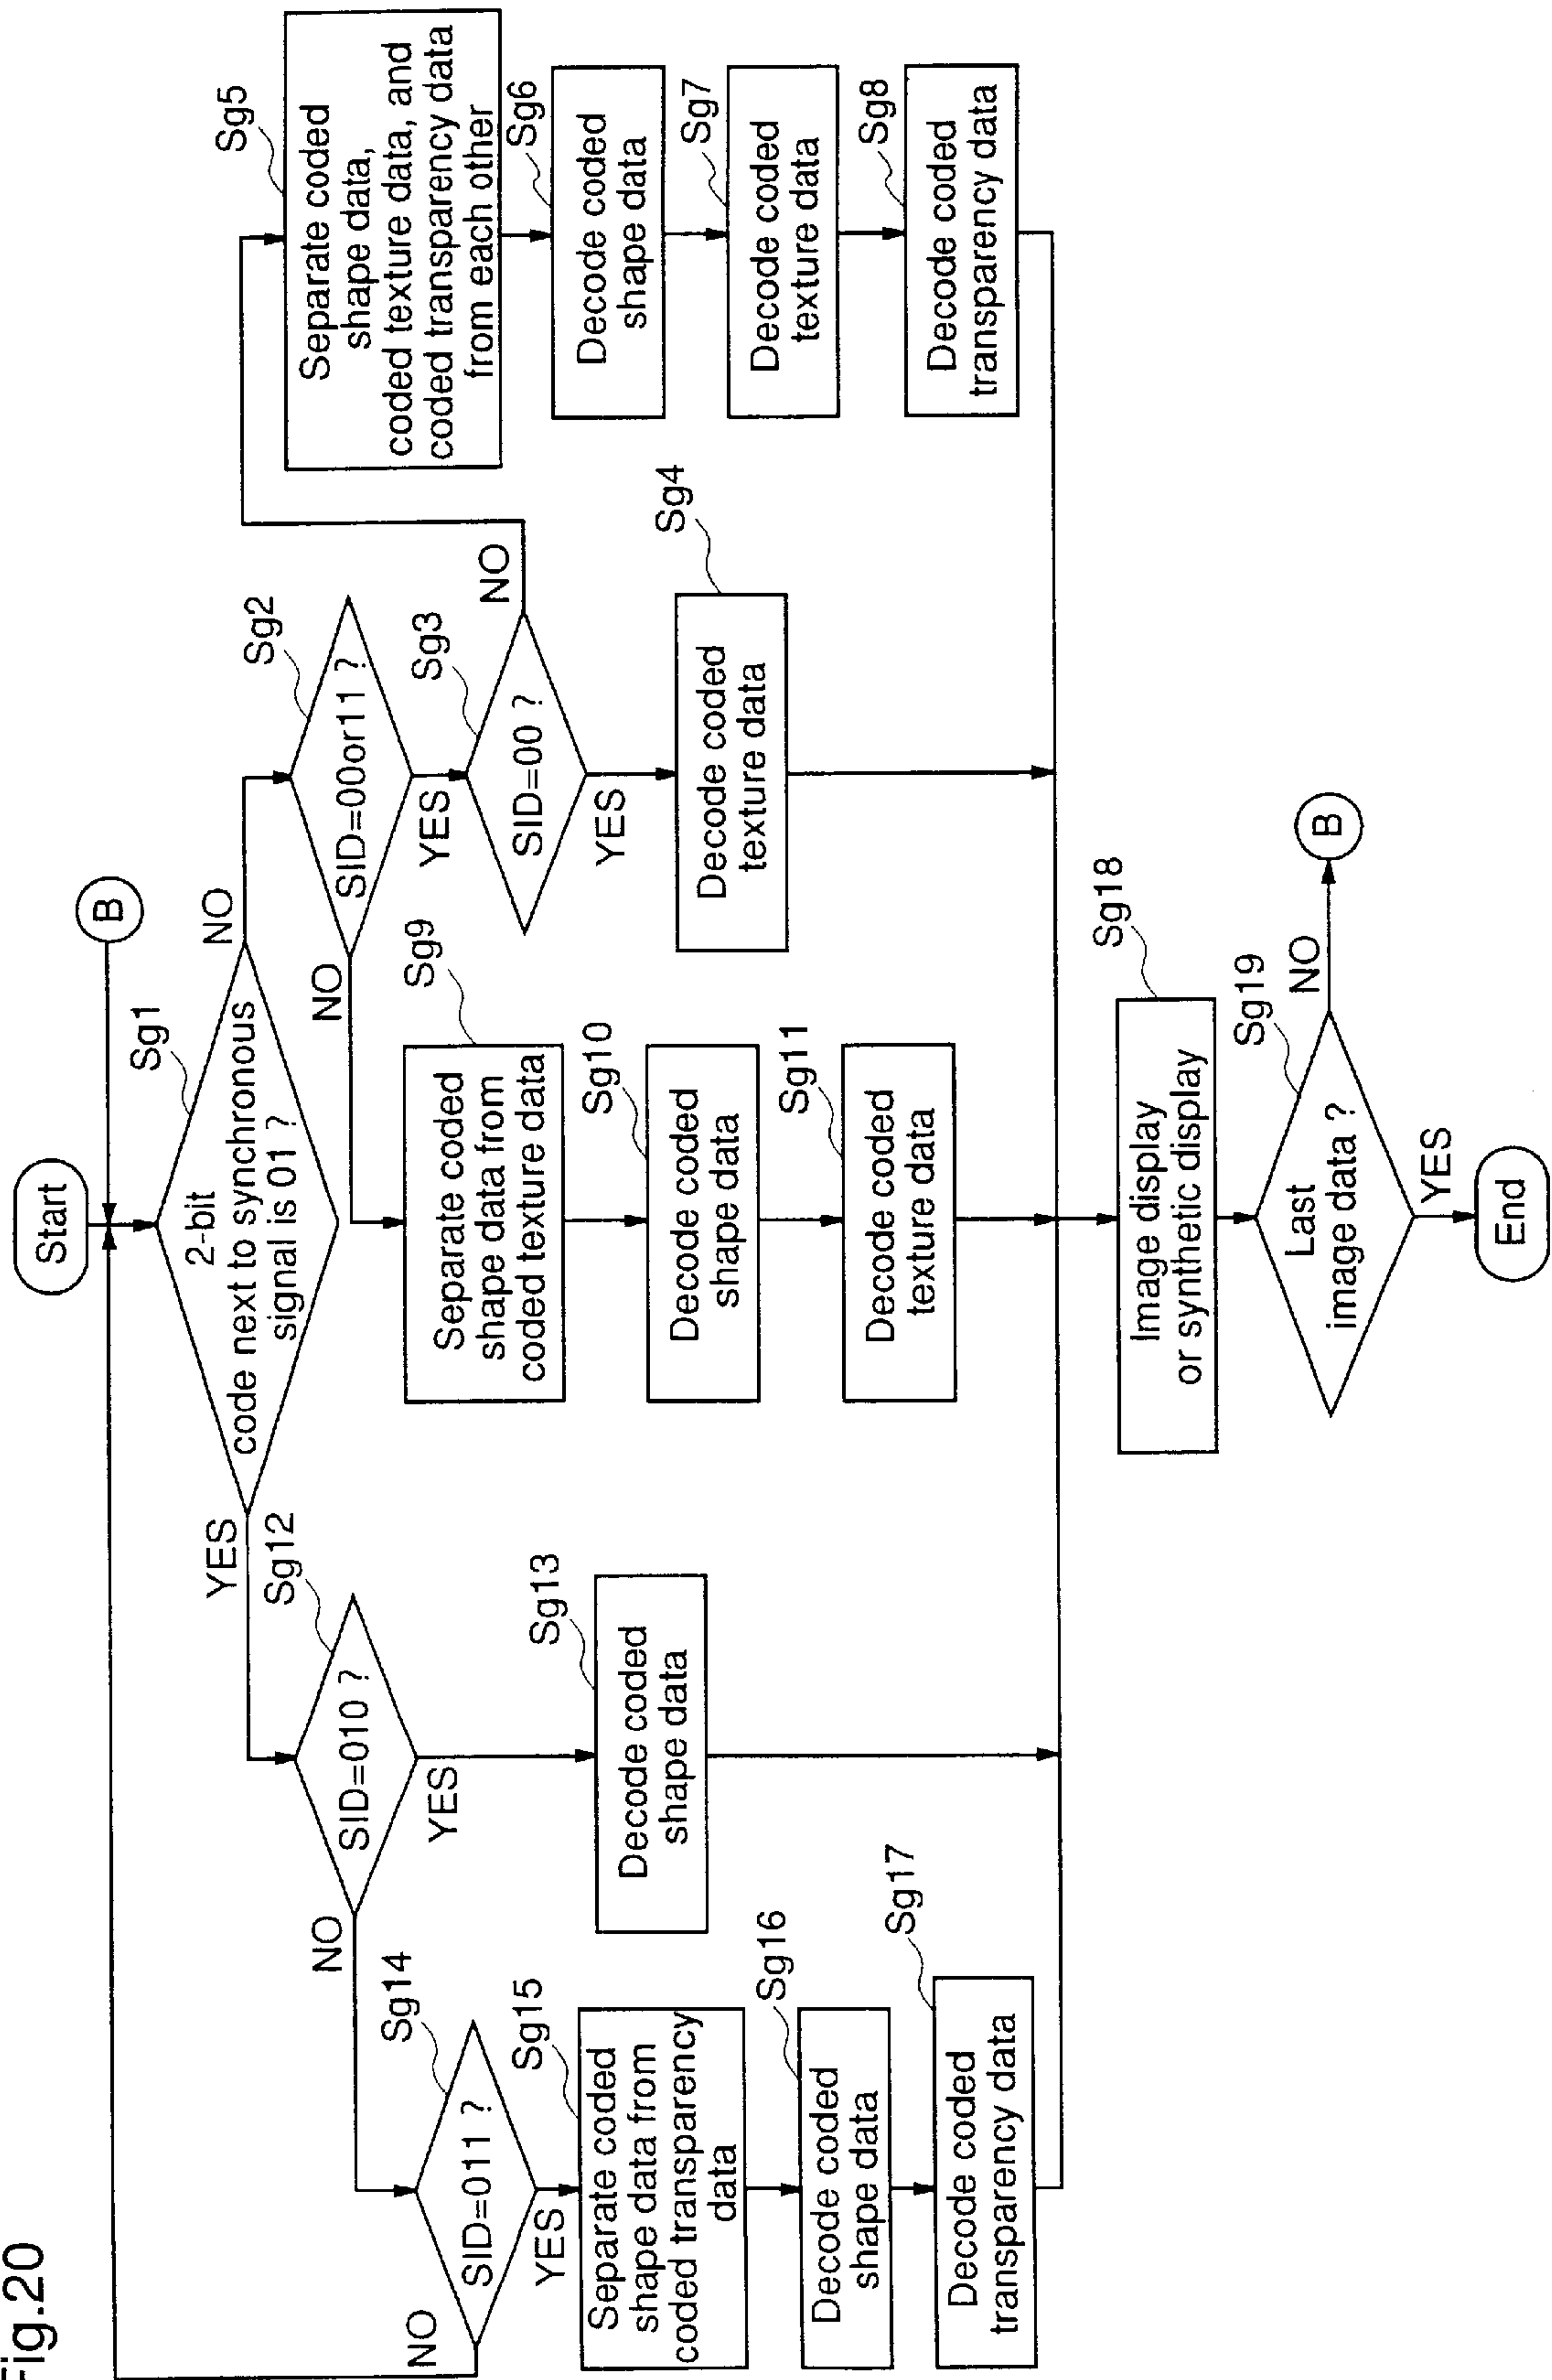 Fig.20
Start
B
Sg1
2-bit
code next to synchronous
signal is 01 ?
YES
NO
Sg12
SID=010 ?
NO
YES
Sg13
Decode coded
shape data
Sg14
SID=011 ?
NO
YES
Sg15
Separate coded
shape data from
coded transparency
data
Sg16
Decode coded
shape data
Sg17
Decode coded
transparency data
Sg2
SID=00or11 ?
NO
YES
Sg9
Separate coded
shape data from
coded texture data
Sg10
Decode coded
shape data
Sg11
Decode coded
texture data
Sg3
SID=00 ?
NO
YES
Sg4
Decode coded
texture data
Sg5
Separate coded
shape data,
coded texture data, and
coded transparency data
from each other
Sg6
Decode coded
shape data
Sg7
Decode coded
texture data
Sg8
Decode coded
transparency data
Sg18
Image display
or synthetic display
Sg19
Last
image data ?
NO
B
YES
End